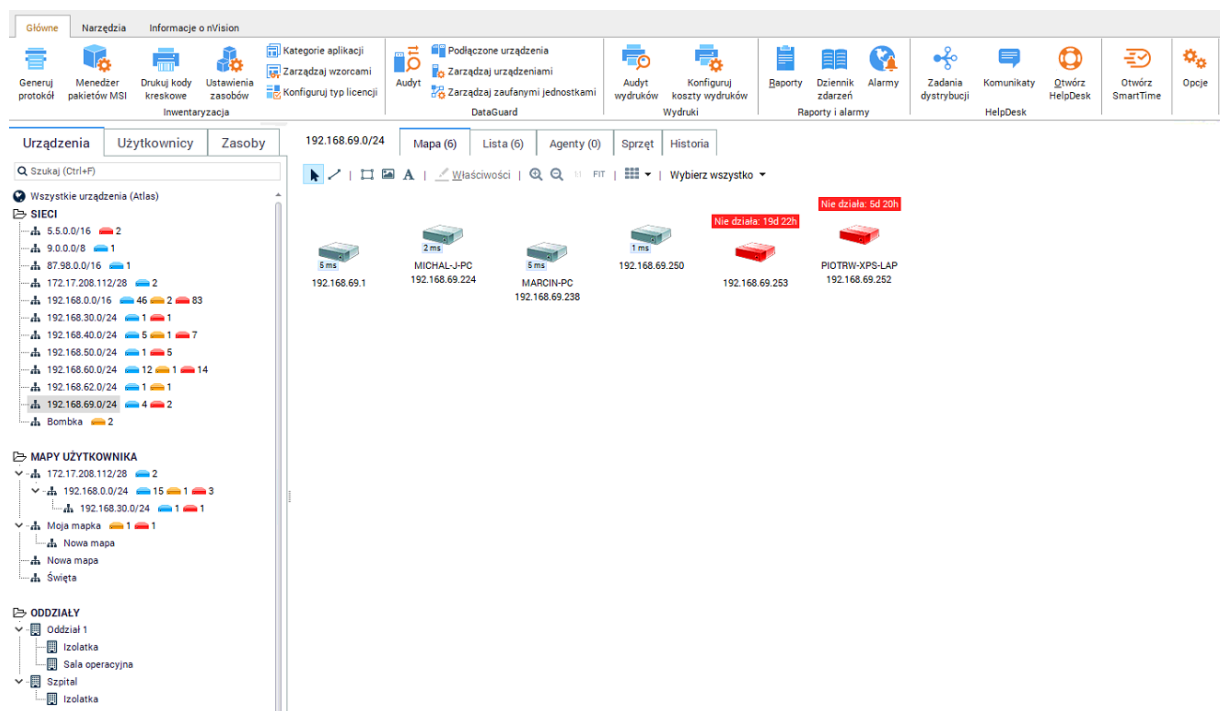 Główne Narzędzia Informacje o nVision
Generuj protokół
Menedżer pakietów MSI
Drukuj kody kreskowe
Ustawienia zasobów
Kategorie aplikacji
Zarządzaj wzorcami
Konfiguruj typ licencji
Inwentaryzacja
Audyt
Podłączone urządzenia
Zarządzaj urządzeniami
Zarządzaj zaufanymi jednostkami
DataGuard
Audyt wydruków
Konfiguruj koszty wydruków
Wydruki
Raporty
Dziennik zdarzeń
Alarmy
Raporty i alarmy
Zadania dystrybucji
Komunikaty
Otwórz HelpDesk
HelpDesk
Otwórz SmartTime
Opcje
Urządzenia Użytkownicy Zasoby
Szukaj (Ctrl+F)
Wszystkie urządzenia (Atlas)
SIECI
5.5.0.0/16 2
9.0.0.0/8 1
87.98.0.0/16 1
172.17.208.112/28 2
192.168.0.0/16 46 2 83
192.168.30.0/24 1 1
192.168.40.0/24 5 1 7
192.168.50.0/24 1 5
192.168.60.0/24 12 1 14
192.168.62.0/24 1 1
192.168.69.0/24 4 2
Bombka 2
MAPY UŻYTKOWNIKA
172.17.208.112/28 2
192.168.0.0/24 15 1 3
192.168.30.0/24 1 1
Moja mapka 1 1
Nowa mapa
Nowa mapa
Święta
ODDZIAŁY
Oddział 1
Izolatka
Sala operacyjna
Szpital
Izolatka
192.168.69.0/24 Mapa (6) Lista (6) Agenty (0) Sprzęt Historia
A Właściwości 1:1 FIT Wybierz wszystko
5 ms
192.168.69.1
2 ms
MICHAL-J-PC
192.168.69.224
5 ms
MARCIN-PC
192.168.69.238
1 ms
192.168.69.250
Nie działa: 19d 22h
192.168.69.253
Nie działa: 5d 20h
PIOTRW-XPS-LAP
192.168.69.252